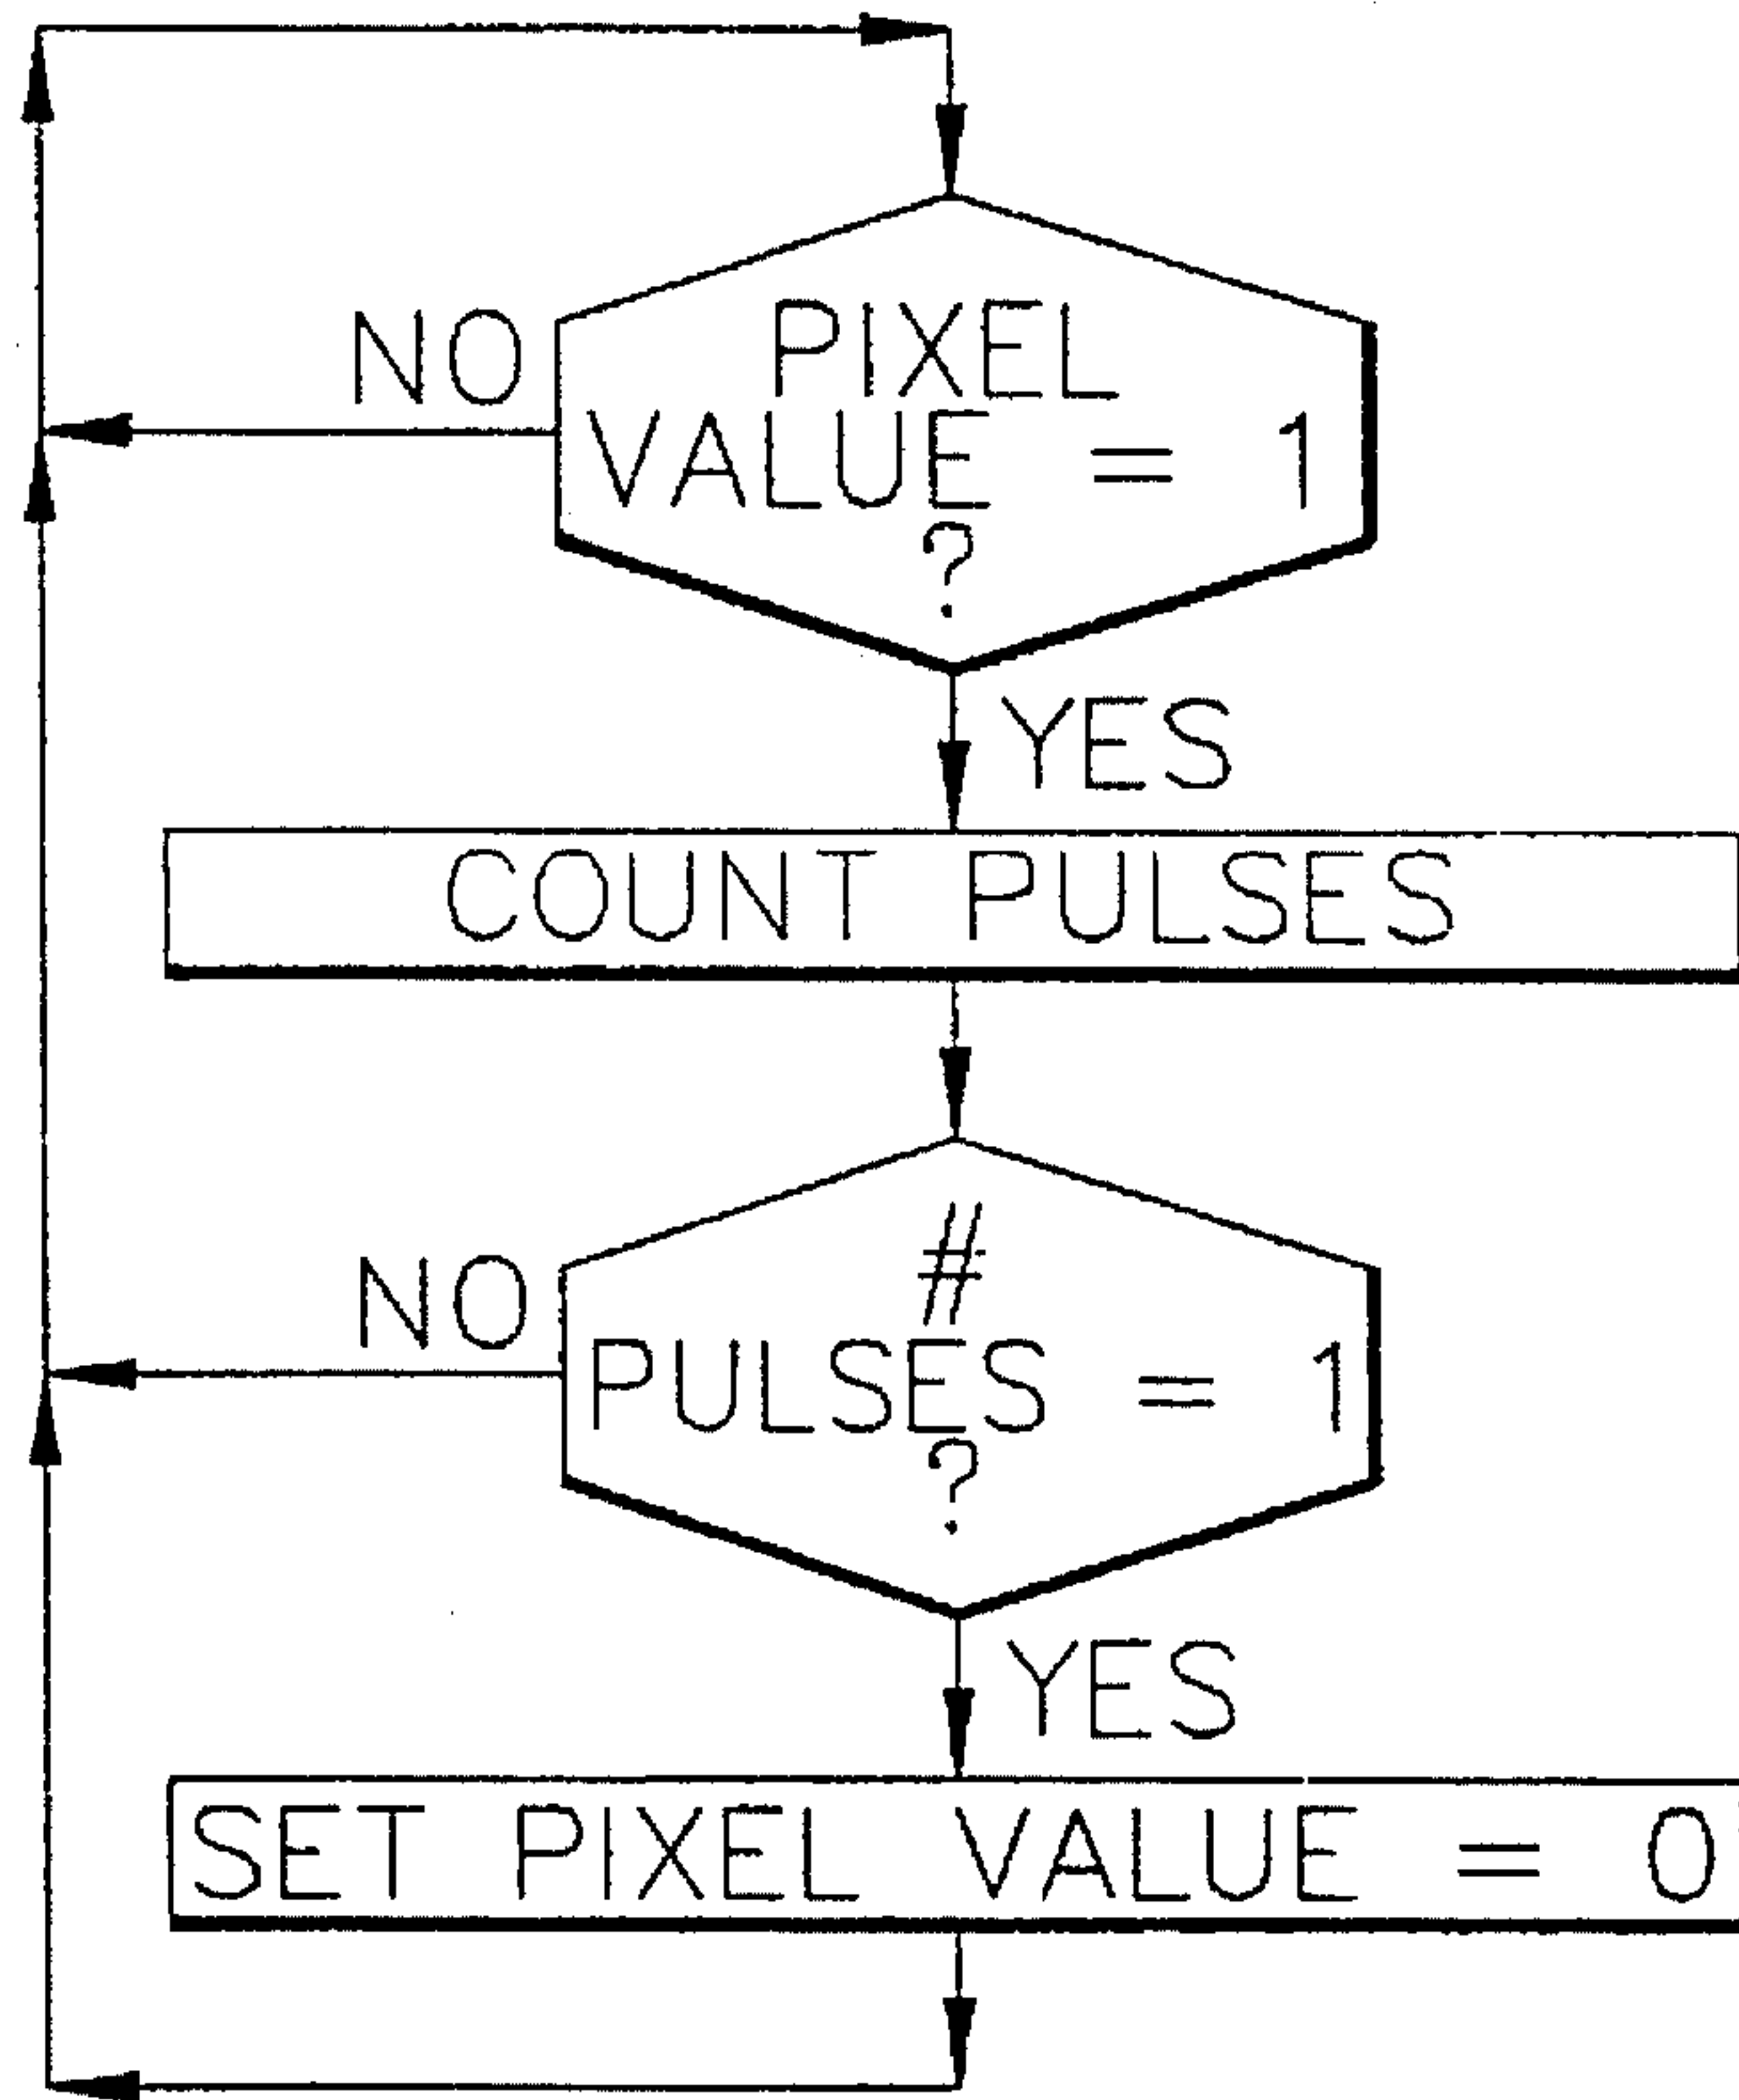 NO
PIXEL
VALUE = 1
?
YES
COUNT PULSES
NO
#
PULSES = 1
?
YES
SET PIXEL VALUE = 0